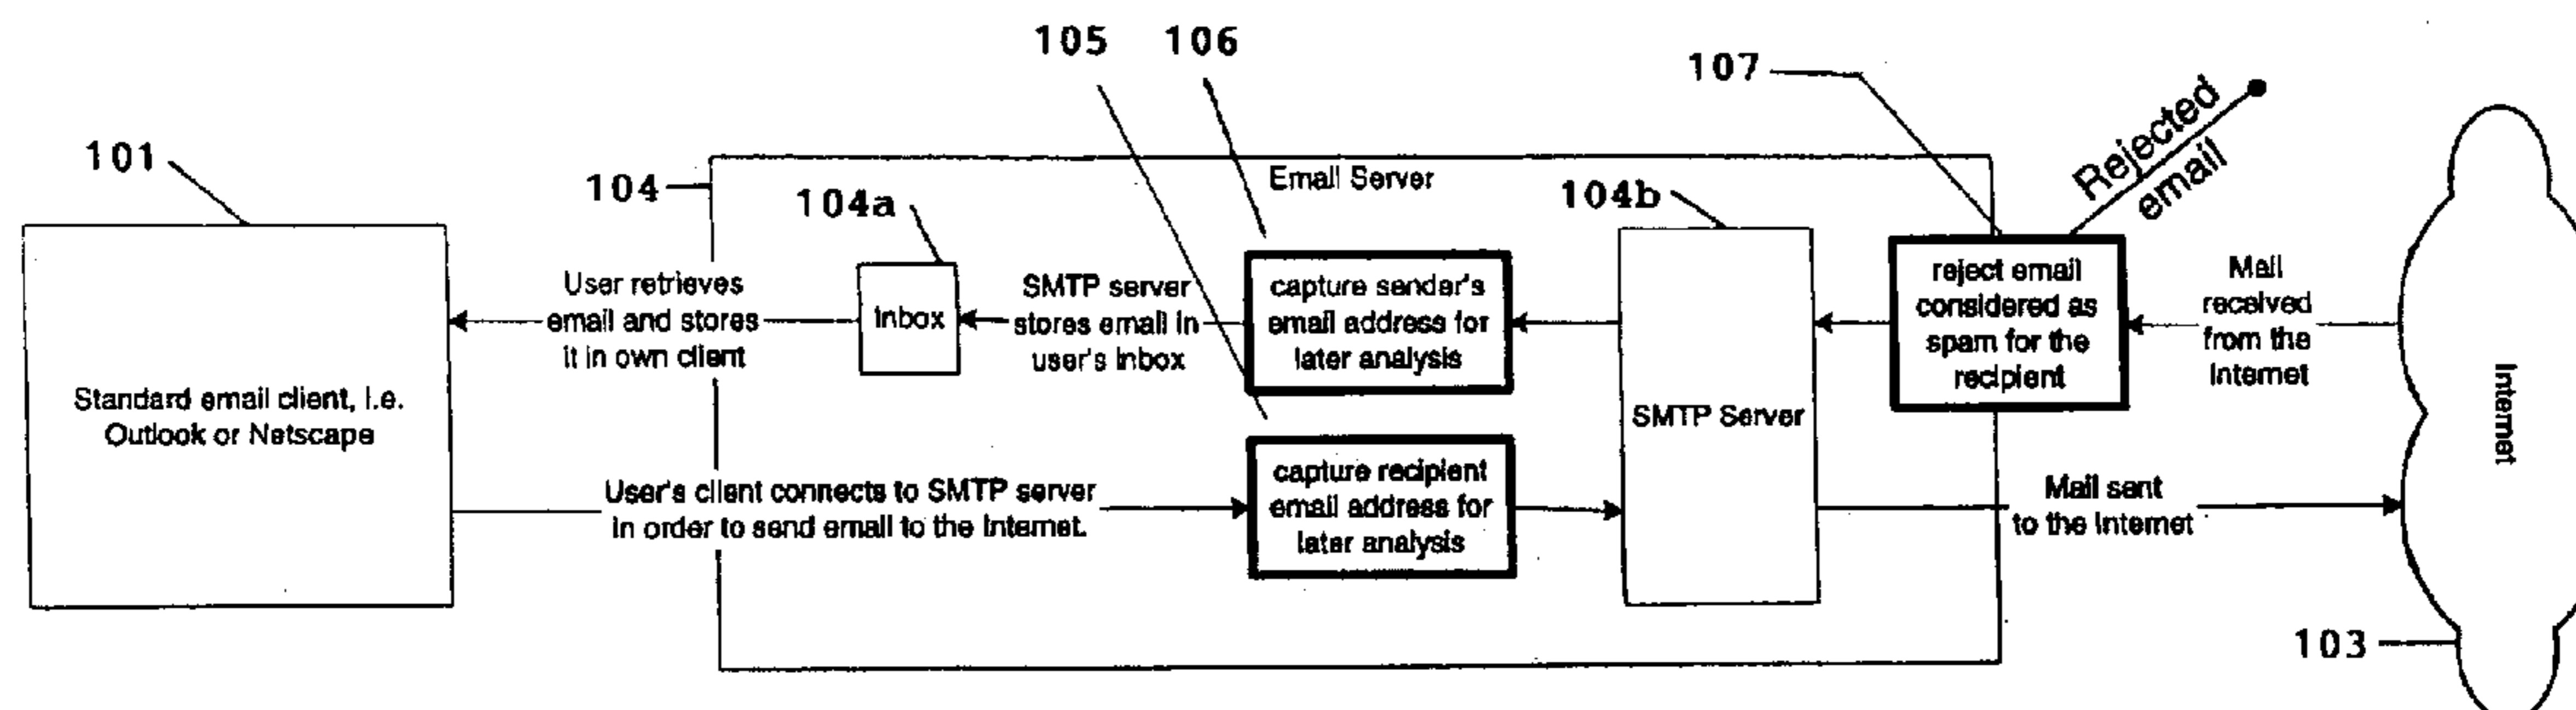 105
106
107
Rejected
email
101
104
Email Server
104a
104b
User retrieves
email and stores
it in own client
Inbox
SMTP server
stores email in
user's Inbox
capture sender's
email address for
later analysis
reject email
considered as
spam for the
recipient
Mail
received
from the
Internet
Standard email client, i.e.
Outlook or Netscape
SMTP Server
Internet
User's client connects to SMTP server
in order to send email to the Internet.
capture recipient
email address for
later analysis
Mail sent
to the Internet
103